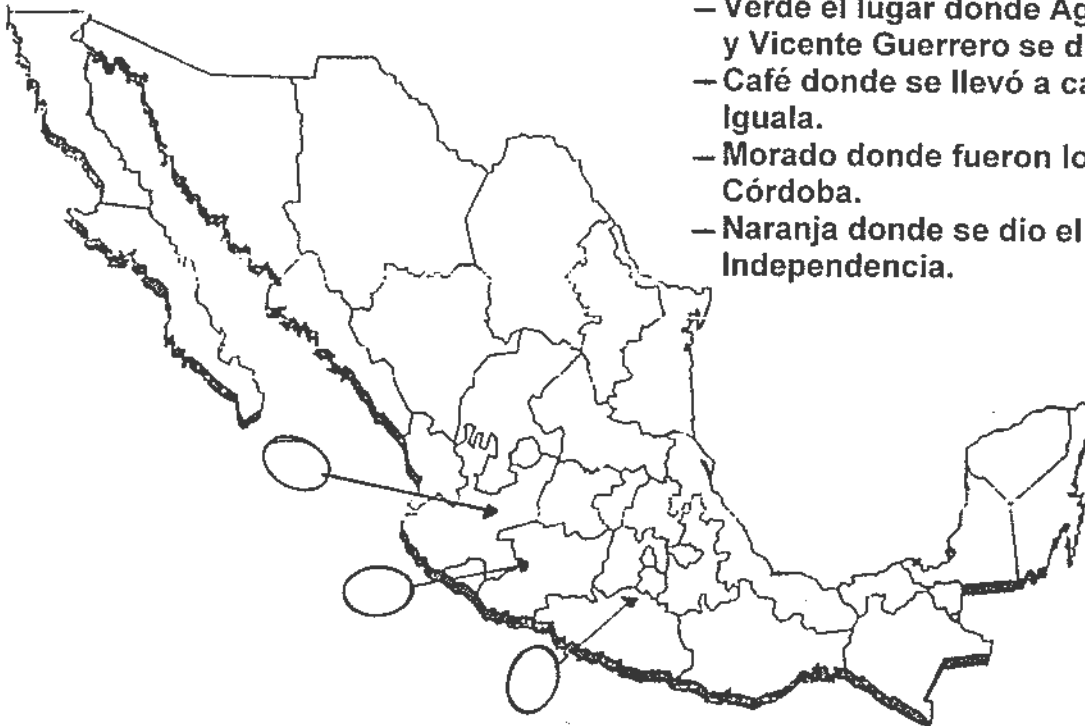 – Verde el lugar donde
y Vicente Guerrero se
– Café donde se llevó a
Iguala.
– Morado donde fueron
Córdoba.
– Naranja donde se dio el
Independencia.